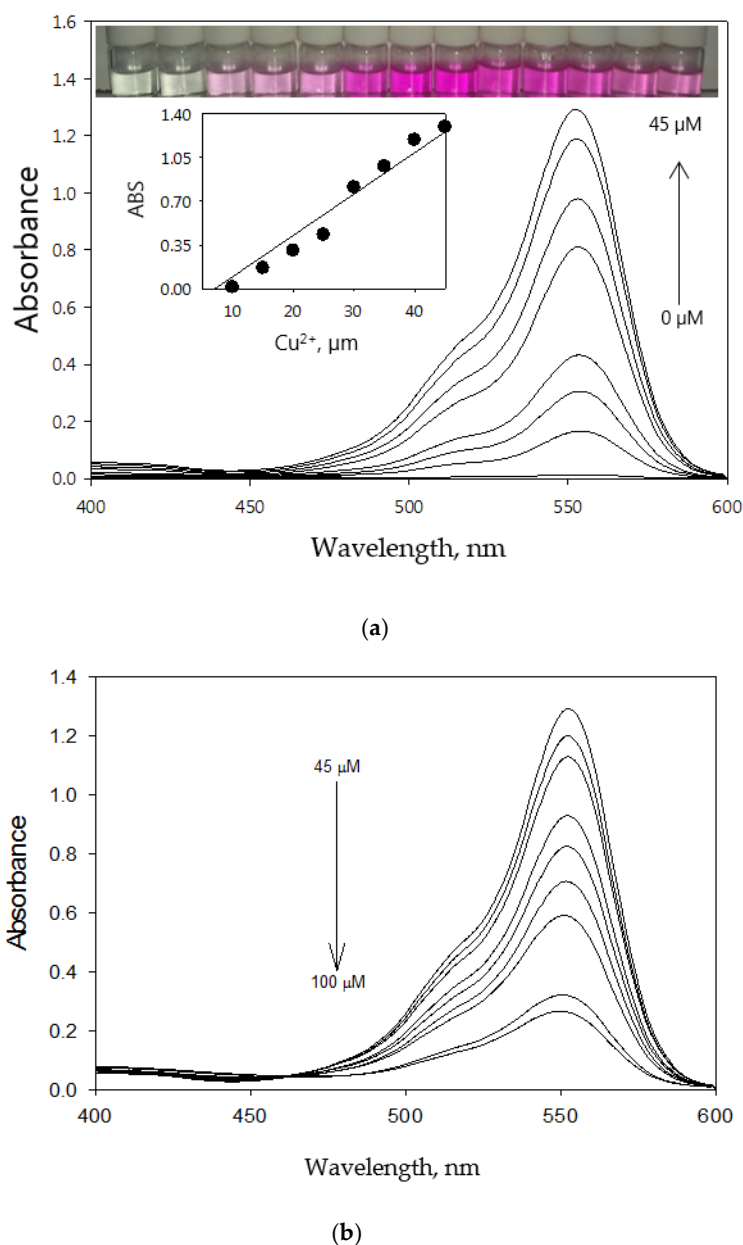 1.6
1.4
1.2
1.0
0.8
0.6
0.4
0.2
0.0
Absorbance
1.40
1.05
0.70
0.35
0.00
ABS
10 20 30 40
Cu²⁺, µm
45 µM
0 µM
400 450 500 550 600
Wavelength, nm
(a)
1.4
1.2
1.0
0.8
0.6
0.4
0.2
0.0
Absorbance
45 µM
100 µM
400 450 500 550 600
Wavelength, nm
(b)